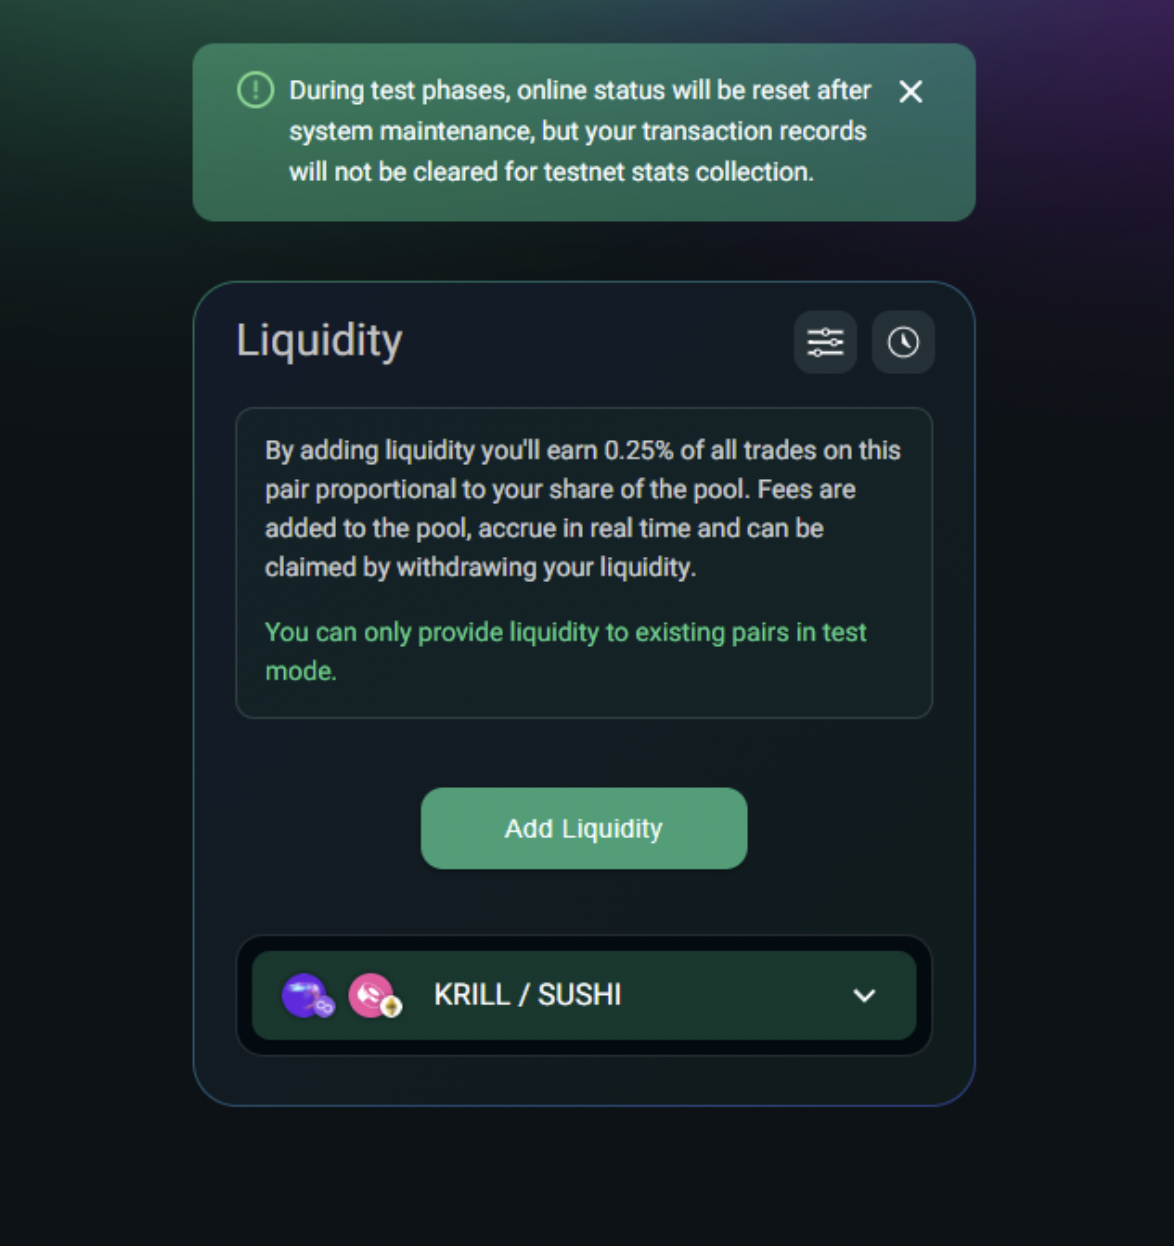 During test phases, online status will be reset after
system maintenance, but your transaction records
will not be cleared for testnet stats collection.
Liquidity
By adding liquidity you'll earn 0.25% of all trades on this
pair proportional to your share of the pool. Fees are
added to the pool, accrue in real time and can be
claimed by withdrawing your liquidity.
You can only provide liquidity to existing pairs in test
mode.
Add Liquidity
KRILL / SUSHI